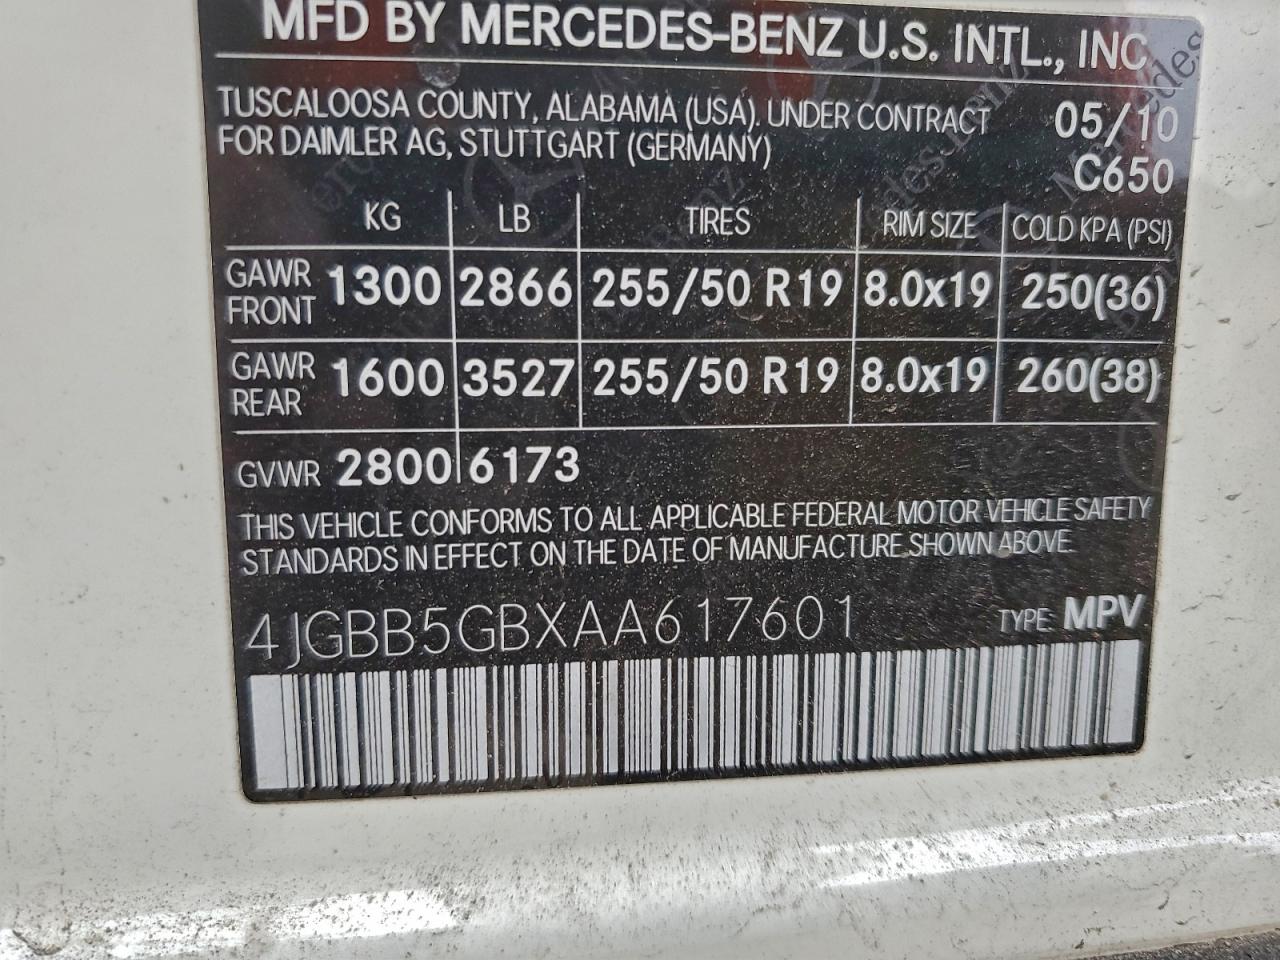 MFD BY MERCEDES-BENZ U.S. INTL., INC
TUSCALOOSA COUNTY, ALABAMA (USA). UNDER CONTRACT 05/10
FOR DAIMLER AG, STUTTGART (GERMANY)
C650
KG LB TIRES RIM SIZE COLD KPA (PSI)
GAWR FRONT 1300 2866 255/50 R19 8.0x19 250(36)
GAWR REAR 1600 3527 255/50 R19 8.0x19 260(38)
GVWR 2800 6173
THIS VEHICLE CONFORMS TO ALL APPLICABLE FEDERAL MOTOR VEHICLE SAFETY
STANDARDS IN EFFECT ON THE DATE OF MANUFACTURE SHOWN ABOVE.
4JGBB5GBXAA617601 TYPE MPV